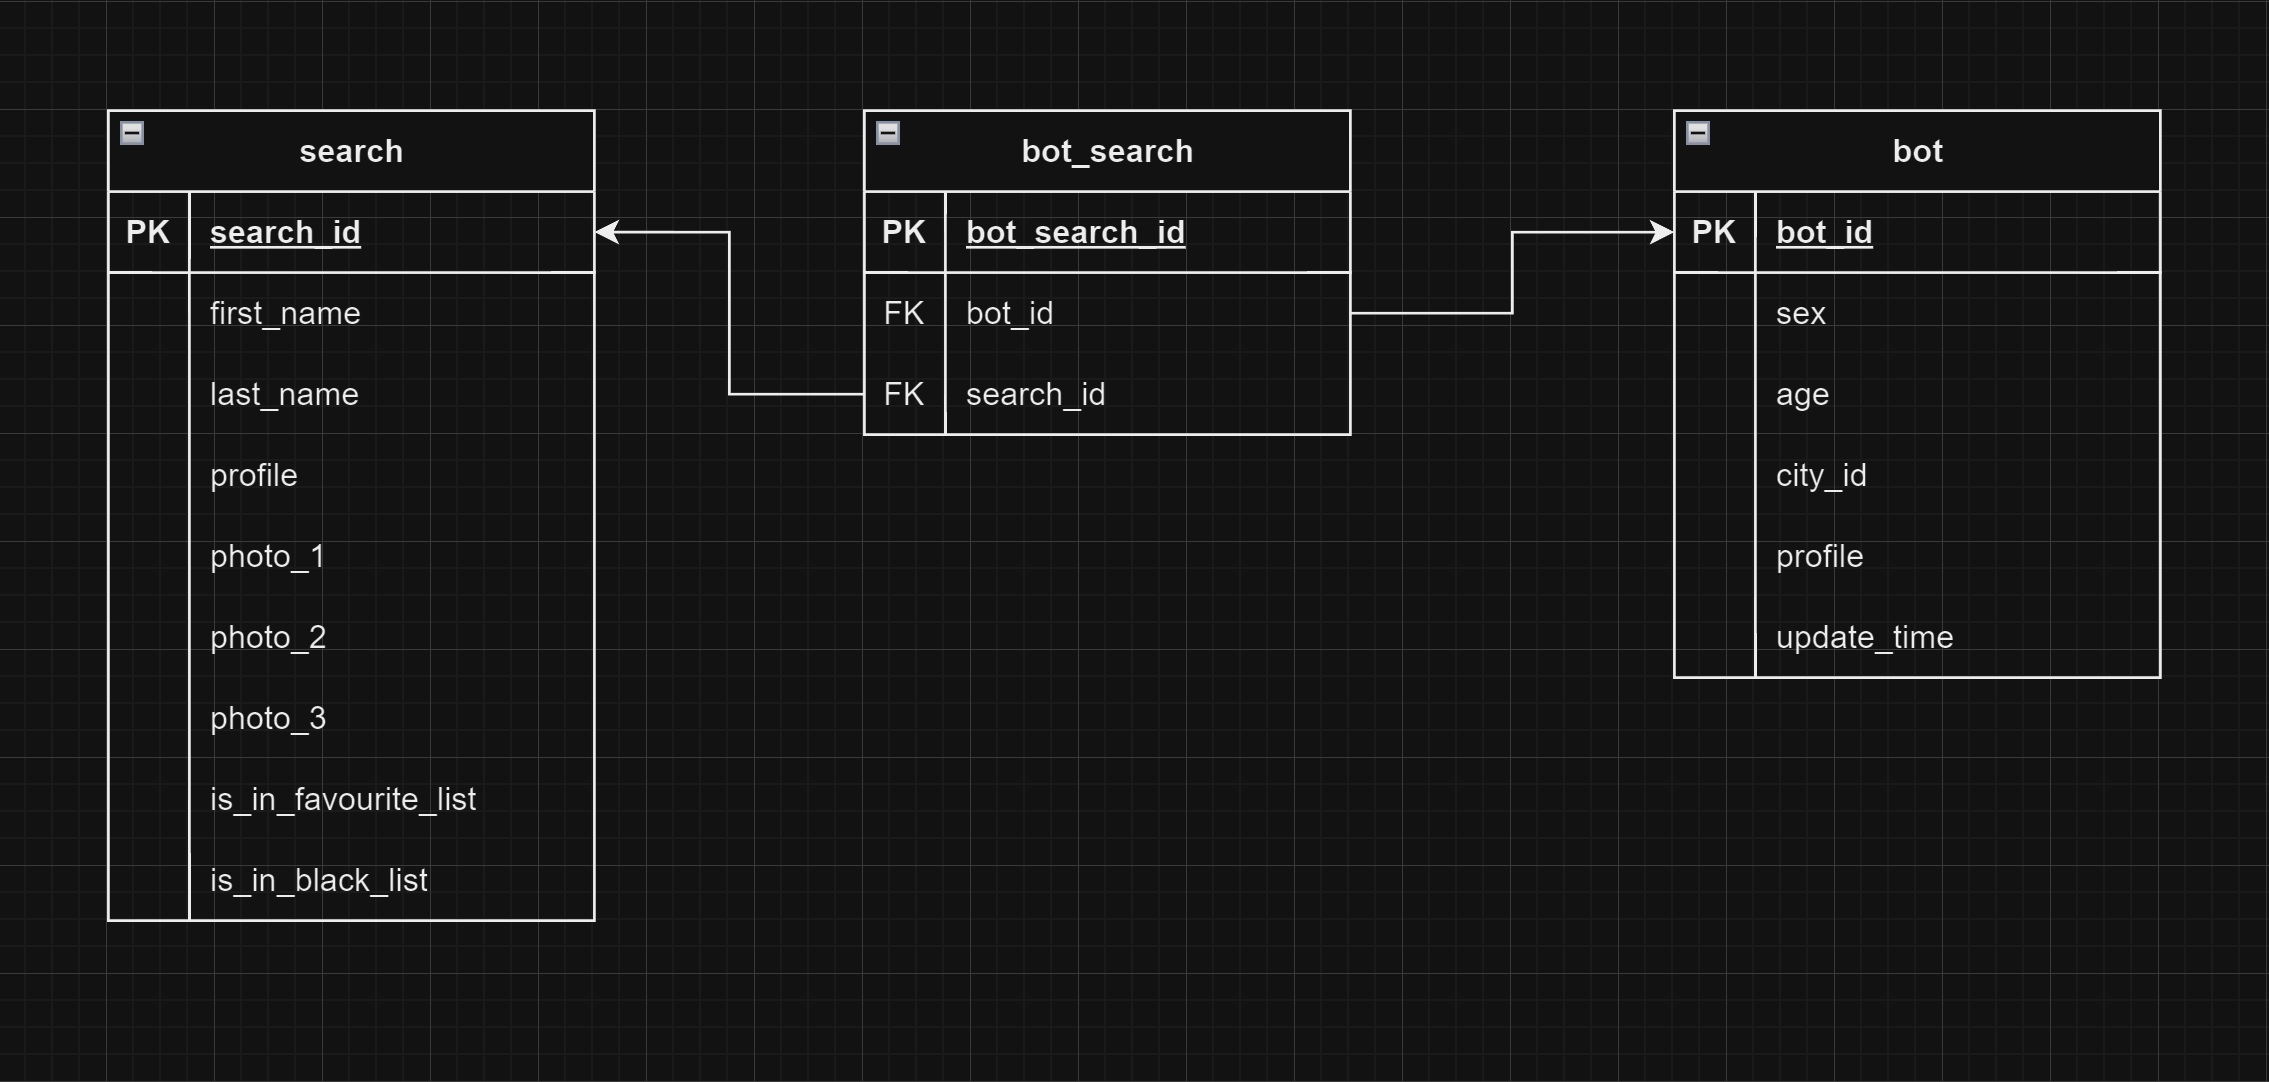 search
PK search_id
first_name
last_name
profile
photo_1
photo_2
photo_3
is_in_favourite_list
is_in_black_list
bot_search
PK bot_search_id
FK bot_id
FK search_id
bot
PK bot_id
sex
age
city_id
profile
update_time